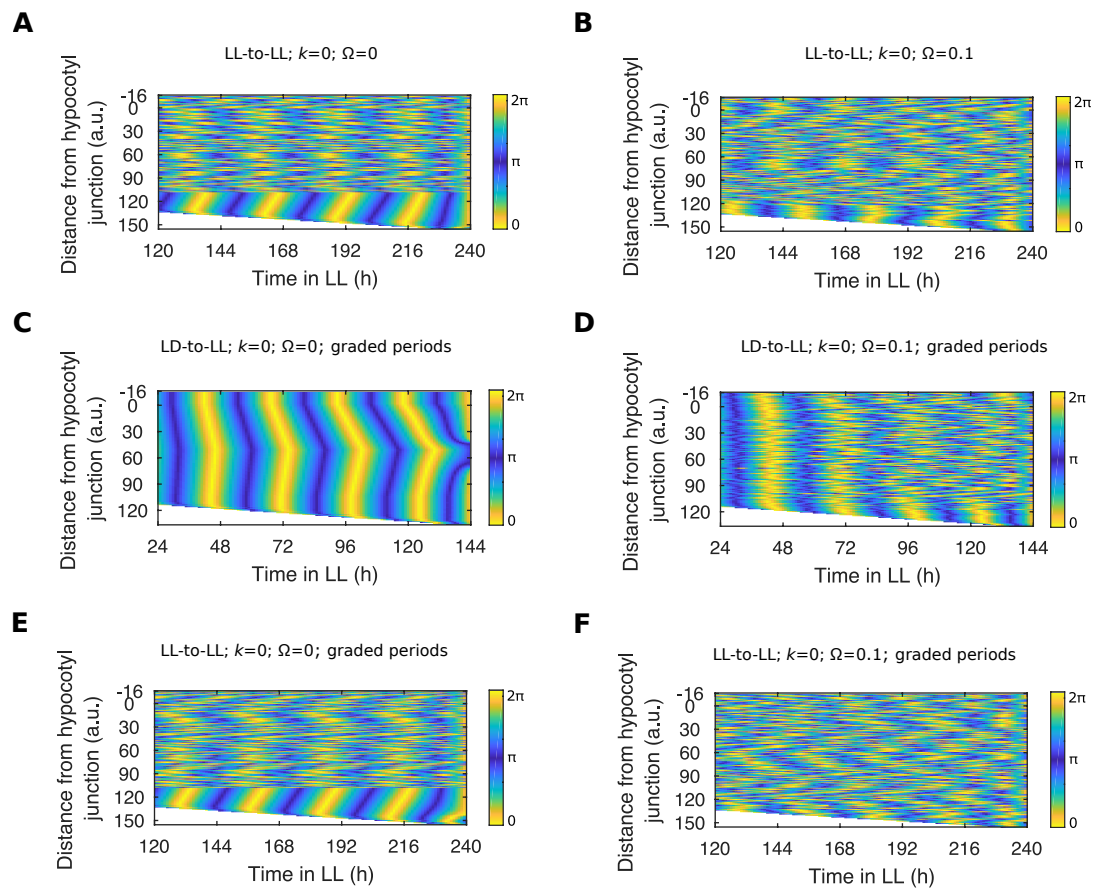 A
LL-to-LL; k=0; Ω=0
Distance from hypocotyl
junction (a.u.)
-16
0
30
60
90
120
150
120 144 168 192 216 240
Time in LL (h)
2π
π
0
B
LL-to-LL; k=0; Ω=0.1
Distance from hypocotyl
junction (a.u.)
-16
0
30
60
90
120
150
120 144 168 192 216 240
Time in LL (h)
2π
π
0
C
LD-to-LL; k=0; Ω=0; graded periods
Distance from hypocotyl
junction (a.u.)
-16
0
30
60
90
120
24 48 72 96 120 144
Time in LL (h)
2π
π
0
D
LD-to-LL; k=0; Ω=0.1; graded periods
Distance from hypocotyl
junction (a.u.)
-16
0
30
60
90
120
24 48 72 96 120 144
Time in LL (h)
2π
π
0
E
LL-to-LL; k=0; Ω=0; graded periods
Distance from hypocotyl
junction (a.u.)
-16
0
30
60
90
120
150
120 144 168 192 216 240
Time in LL (h)
2π
π
0
F
LL-to-LL; k=0; Ω=0.1; graded periods
Distance from hypocotyl
junction (a.u.)
-16
0
30
60
90
120
150
120 144 168 192 216 240
Time in LL (h)
2π
π
0